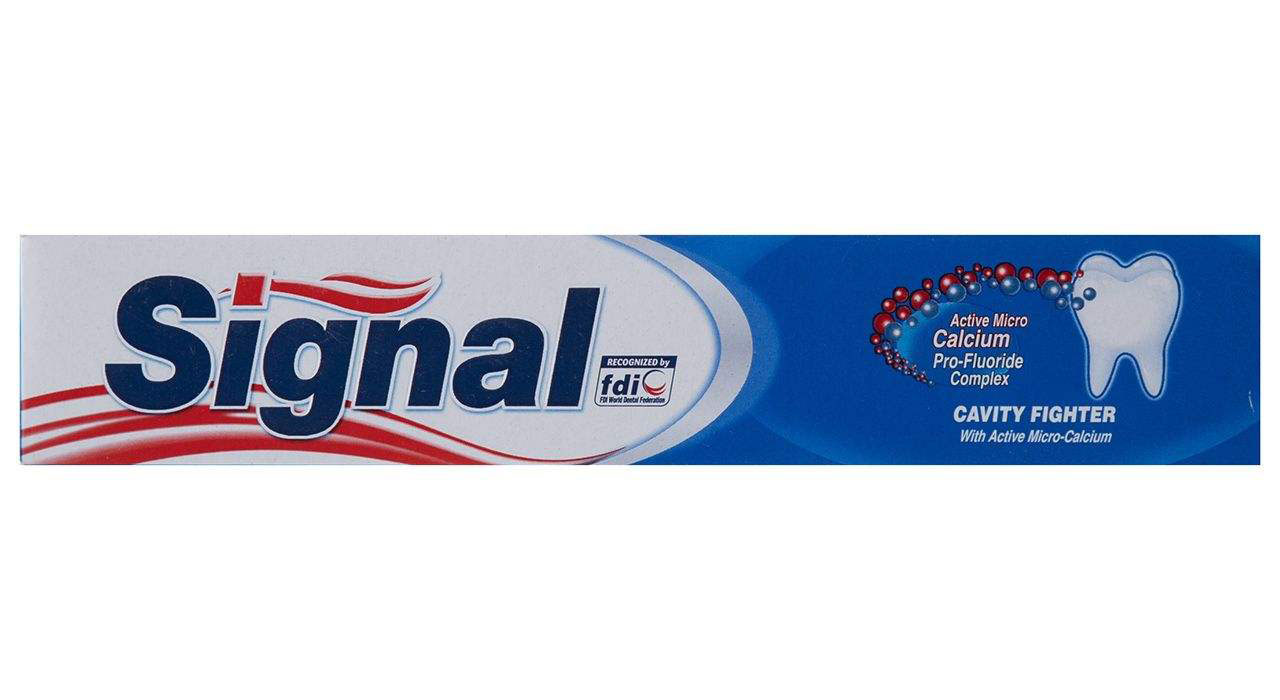 Signal
RECOGNIZED by
fdi
FDI World Dental Federation
Active Micro
Calcium
Pro-Fluoride
Complex
CAVITY FIGHTER
With Active Micro-Calcium